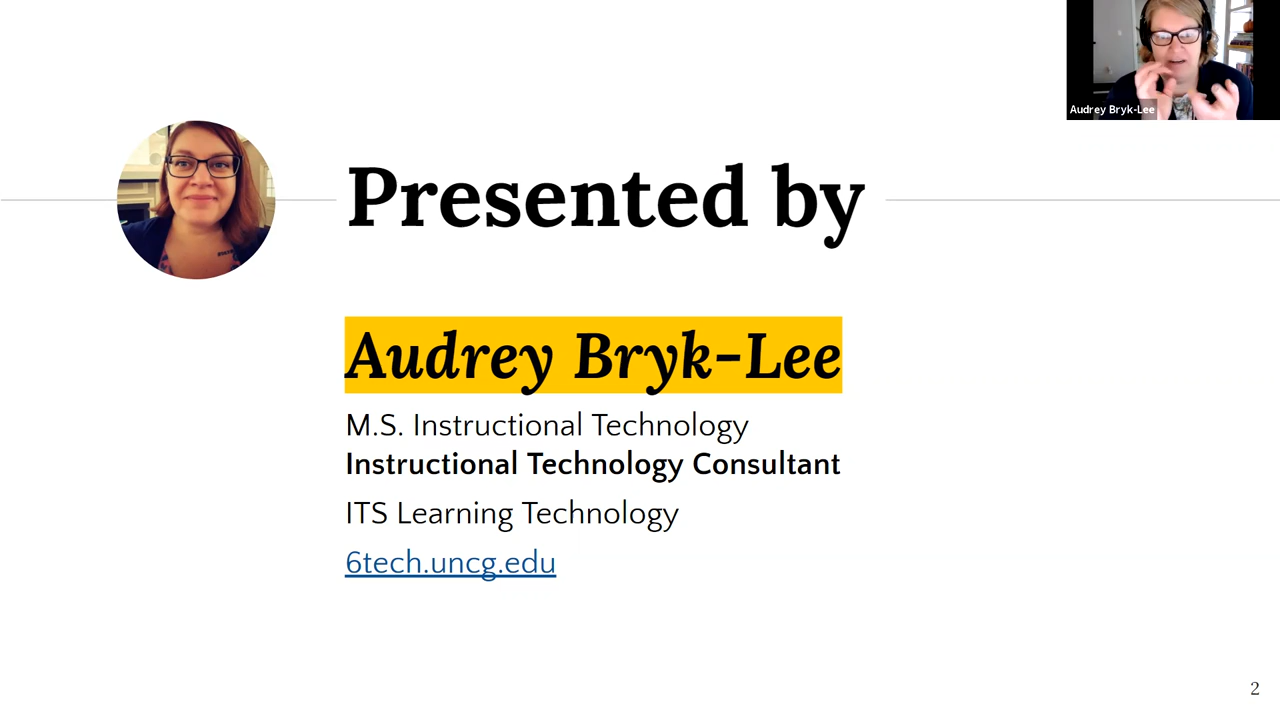 Audrey Bryk-Lee
Presented by
Audrey Bryk-Lee
M.S. Instructional Technology
Instructional Technology Consultant
ITS Learning Technology
6tech.uncg.edu
2